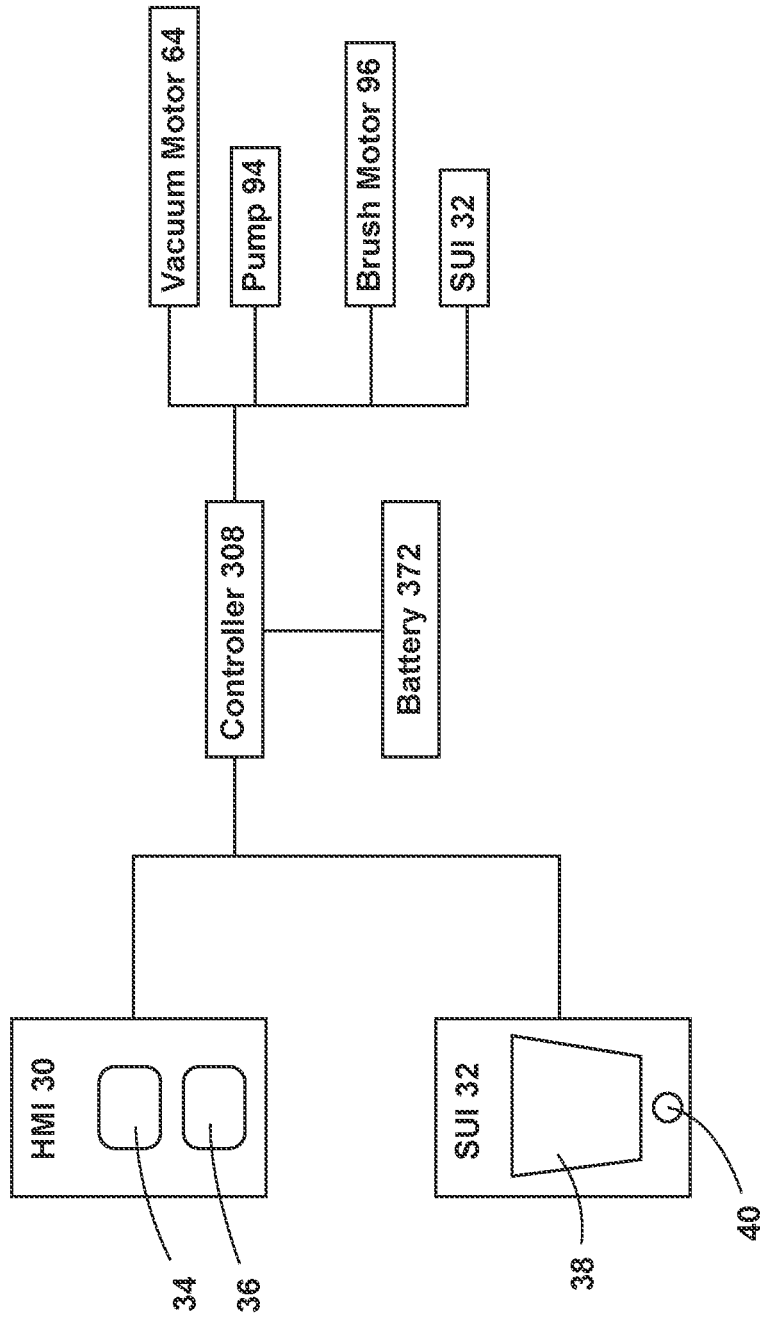 HMI 30
34
36
SUI 32
38
40
Controller 308
Battery 372
Vacuum Motor 64
Pump 94
Brush Motor 96
SUI 32